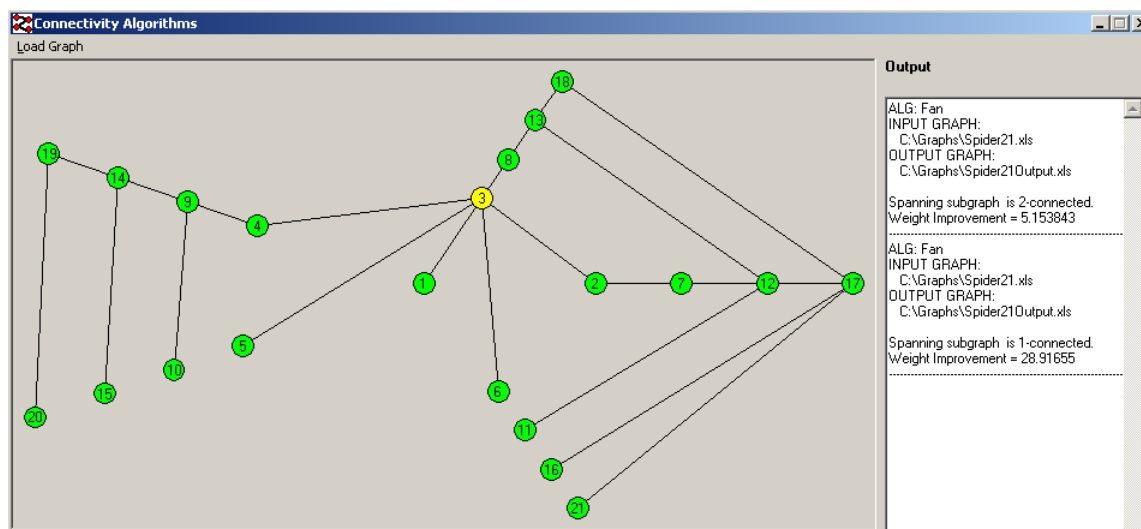 Connectivity Algorithms
Load Graph
Output
18
13
19
8
14
3
9
4
1
2
7
12
17
5
10
6
15
20
11
16
21
ALG: Fan
INPUT GRAPH:
C:\Graphs\Spider21.xls
OUTPUT GRAPH:
C:\Graphs\Spider21Output.xls
Spanning subgraph is 2-connected.
Weight Improvement = 5.153843
ALG: Fan
INPUT GRAPH:
C:\Graphs\Spider21.xls
OUTPUT GRAPH:
C:\Graphs\Spider21Output.xls
Spanning subgraph is 1-connected.
Weight Improvement = 28.91655